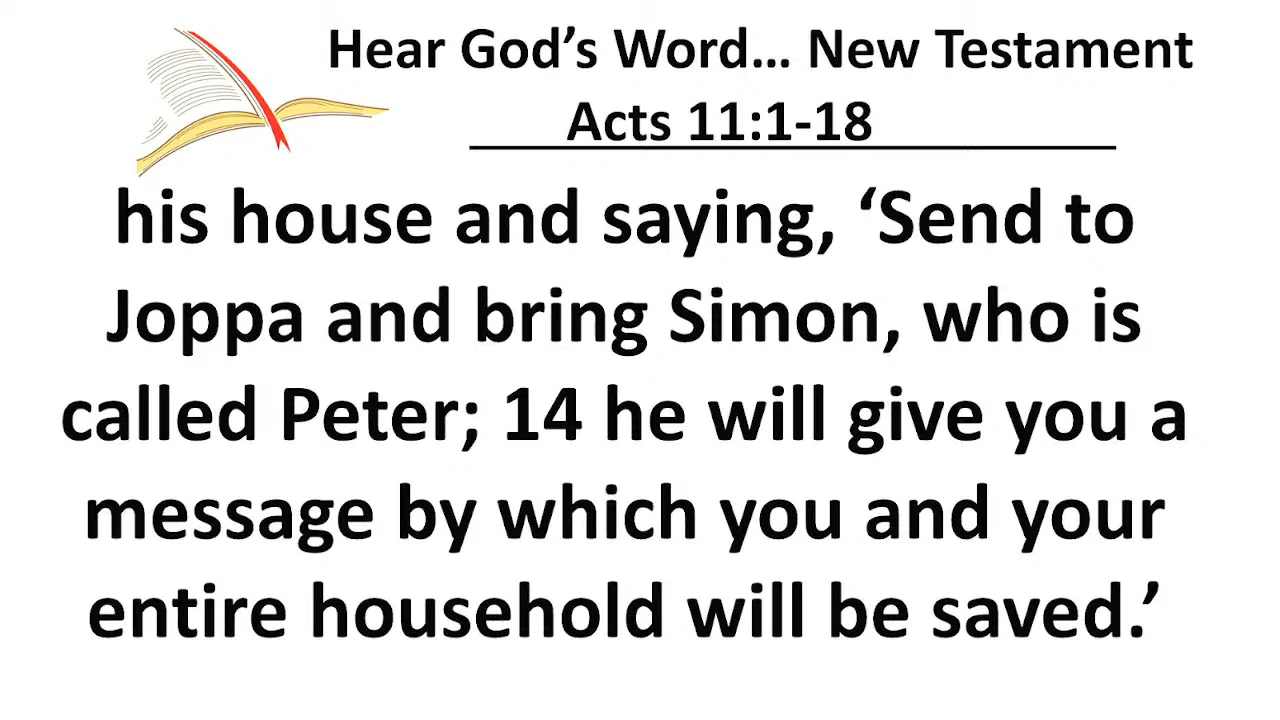 Hear God’s Word… New Testament
Acts 11:1-18
his house and saying, ‘Send to
Joppa and bring Simon, who is
called Peter; 14 he will give you a
message by which you and your
entire household will be saved.’